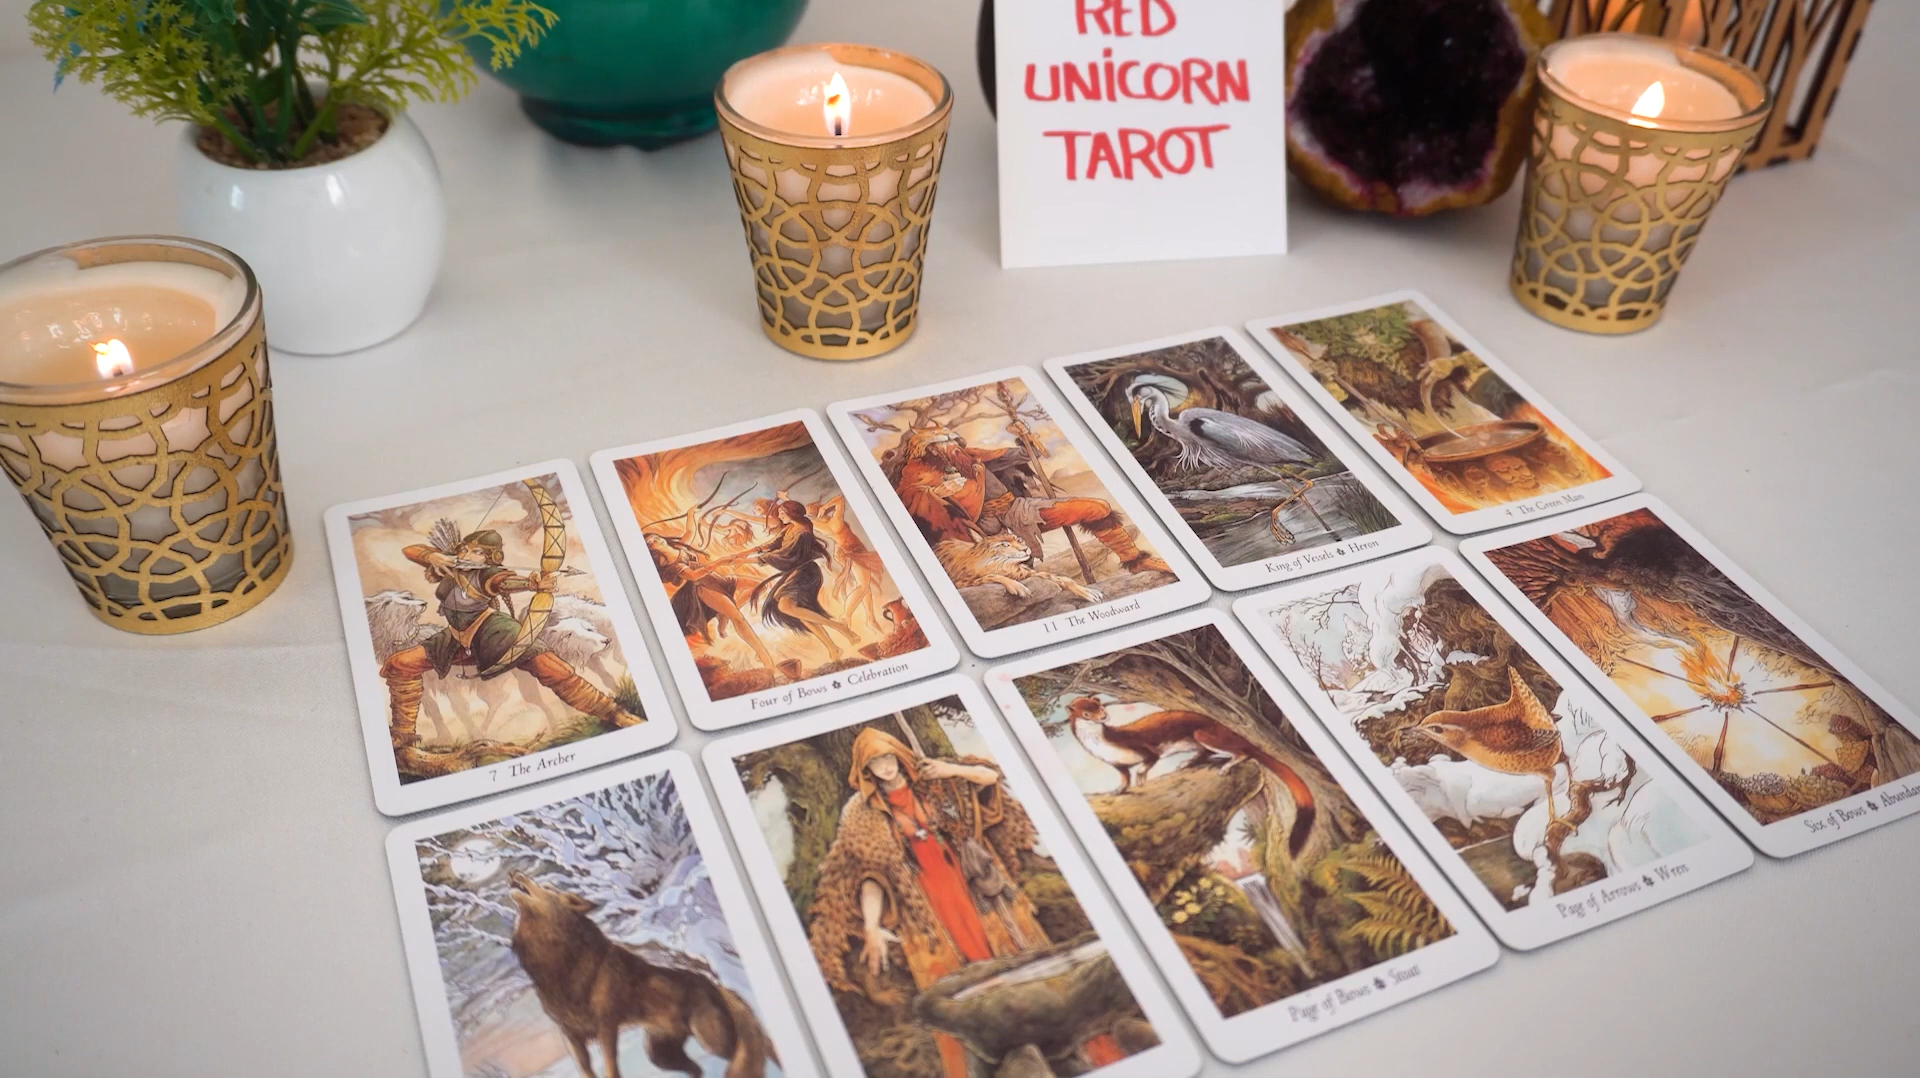 RED
UNiCORN
TAROT
7 The Archer
Four of Bows Celebration
11 The Woodward
King of Vessels Heron
4 The Green Man
Page of Bows Stoat
Page of Arrows Wren
Six of Bows